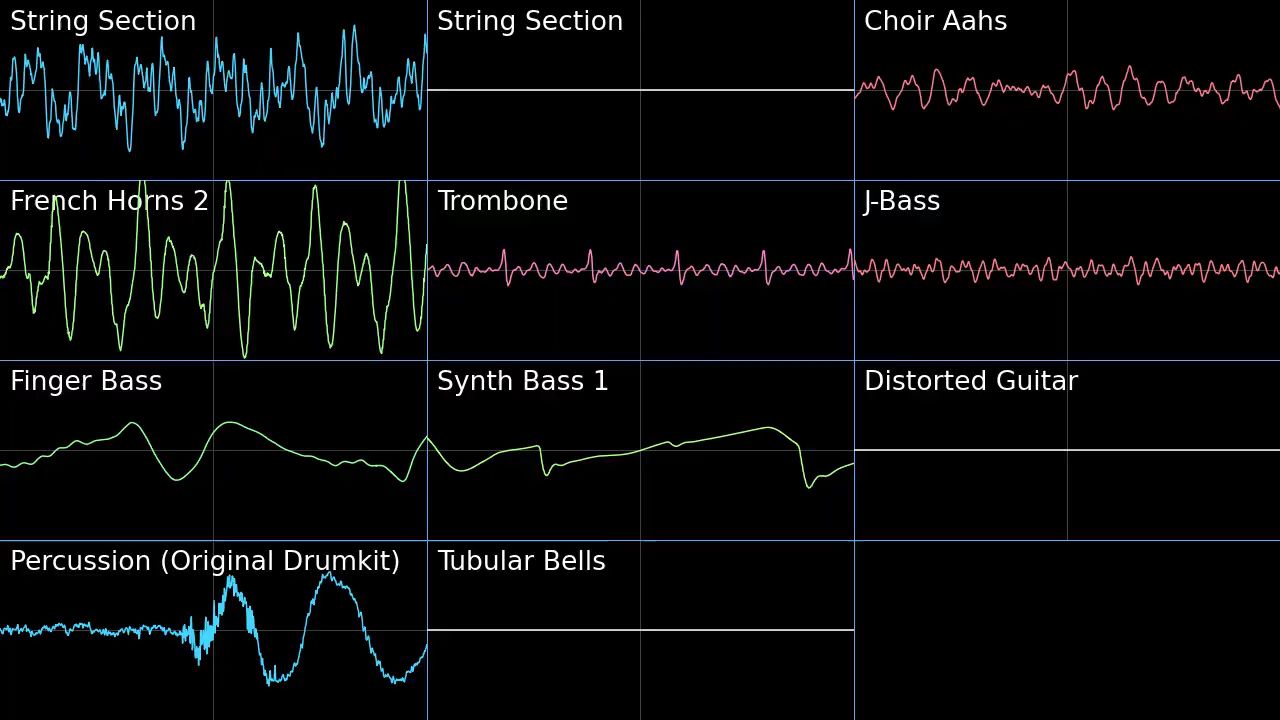 String Section
String Section
Choir Aahs
French Horns 2
Trombone
J-Bass
Finger Bass
Synth Bass 1
Distorted Guitar
Percussion (Original Drumkit)
Tubular Bells